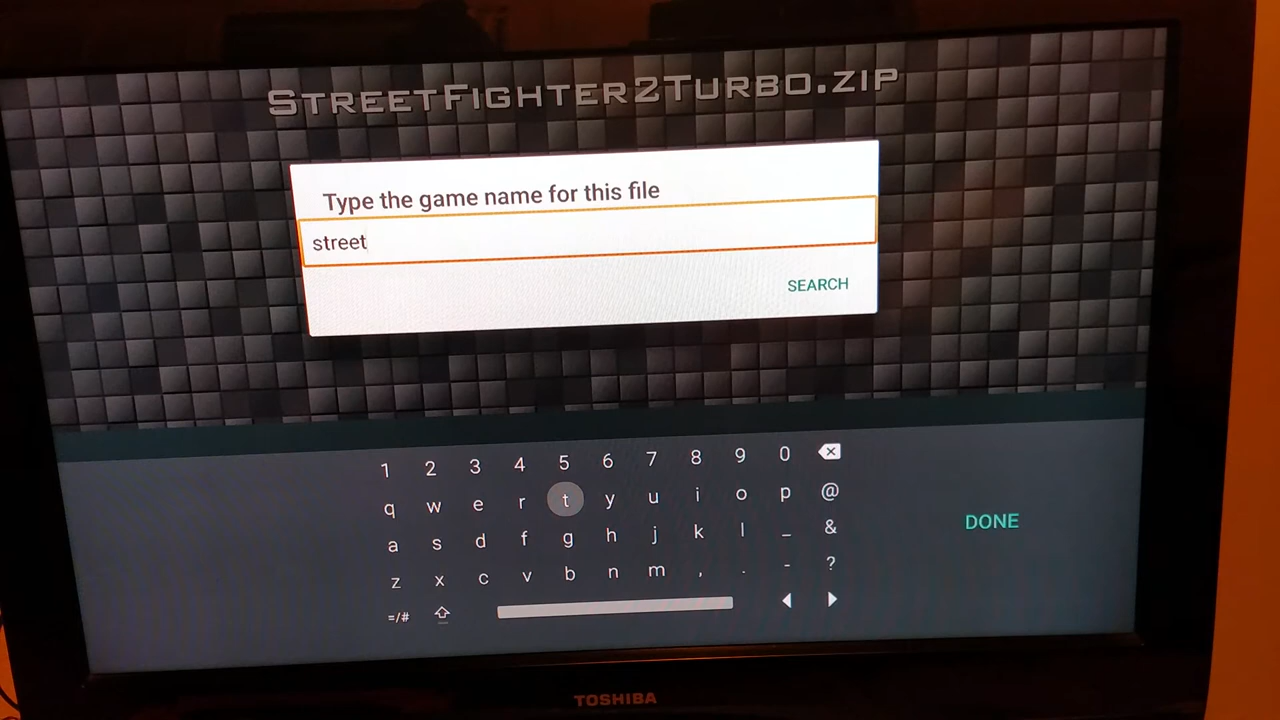 StreetFighter2Turbo.zip
Type the game name for this file
street
SEARCH
1 2 3 4 5 6 7 8 9 0
q w e r t y u i o p @
a s d f g h j k l _ &
z x c v b n m , . - ?
=/#
DONE
TOSHIBA